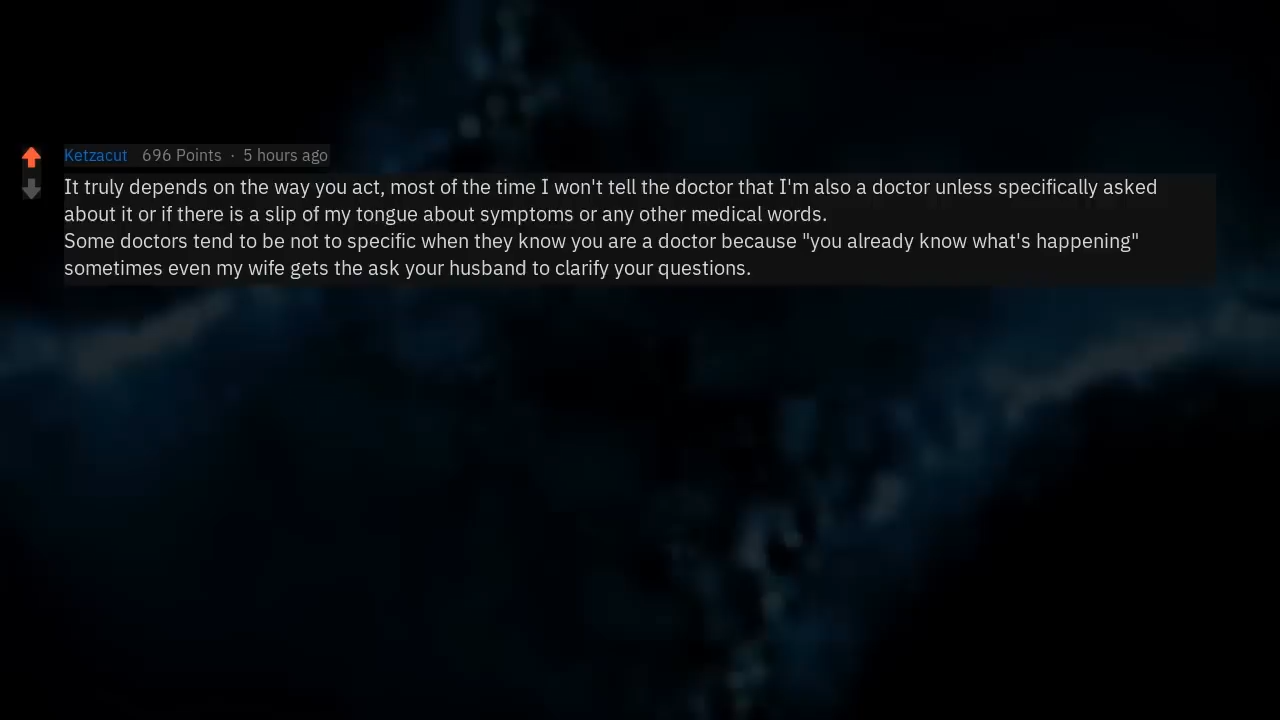 Ketzacut 696 Points · 5 hours ago
It truly depends on the way you act, most of the time I won't tell the doctor that I'm also a doctor unless specifically asked
about it or if there is a slip of my tongue about symptoms or any other medical words.
Some doctors tend to be not to specific when they know you are a doctor because "you already know what's happening"
sometimes even my wife gets the ask your husband to clarify your questions.